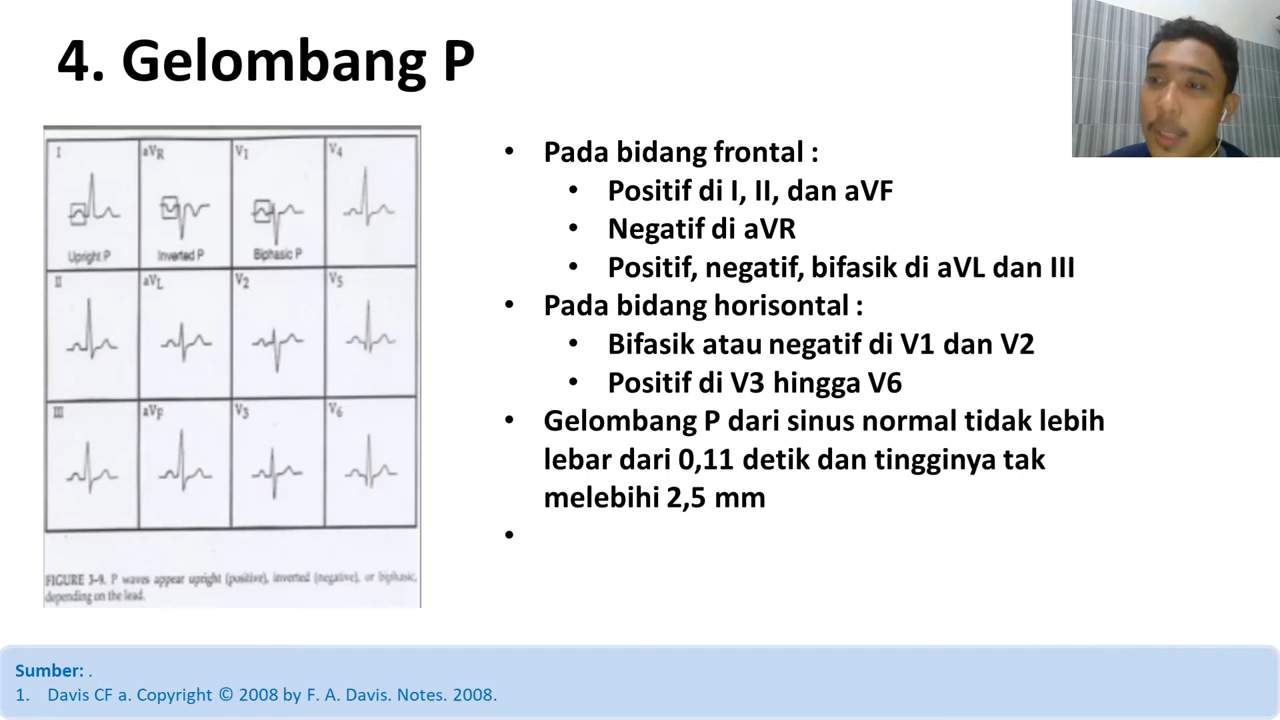 4. Gelombang P
I aVR V1 V4
Upright P Inverted P Biphasic P
II aVL V2 V5
III aVF V3 V6
FIGURE 3-9. P waves appear upright (positive), inverted (negative), or biphasic,
depending on the lead.
• Pada bidang frontal :
• Positif di I, II, dan aVF
• Negatif di aVR
• Positif, negatif, bifasik di aVL dan III
• Pada bidang horisontal :
• Bifasik atau negatif di V1 dan V2
• Positif di V3 hingga V6
• Gelombang P dari sinus normal tidak lebih
lebar dari 0,11 detik dan tingginya tak
melebihi 2,5 mm
•
Sumber: .
1. Davis CF a. Copyright © 2008 by F. A. Davis. Notes. 2008.